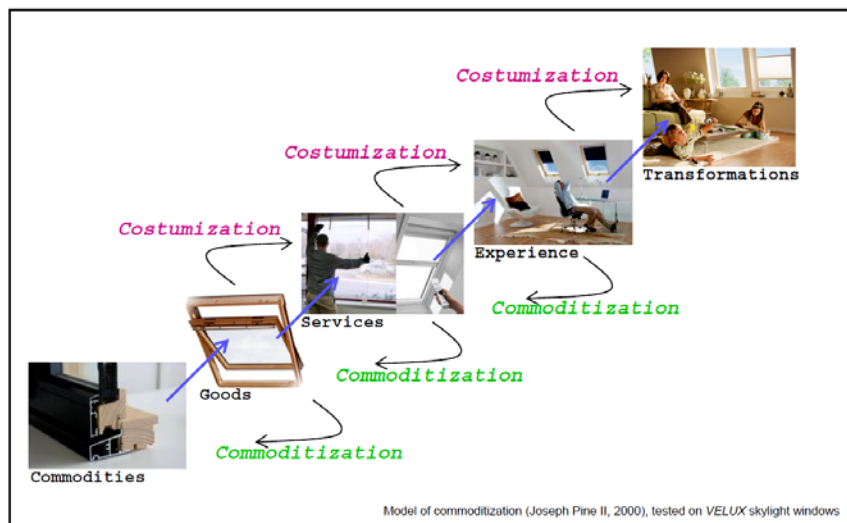 Costumization
Transformations
Costumization
Experience
Costumization
Commoditization
Services
Commoditization
Goods
Commoditization
Commodities
Model of commoditization (Joseph Pine II, 2000), tested on VELUX skylight windows